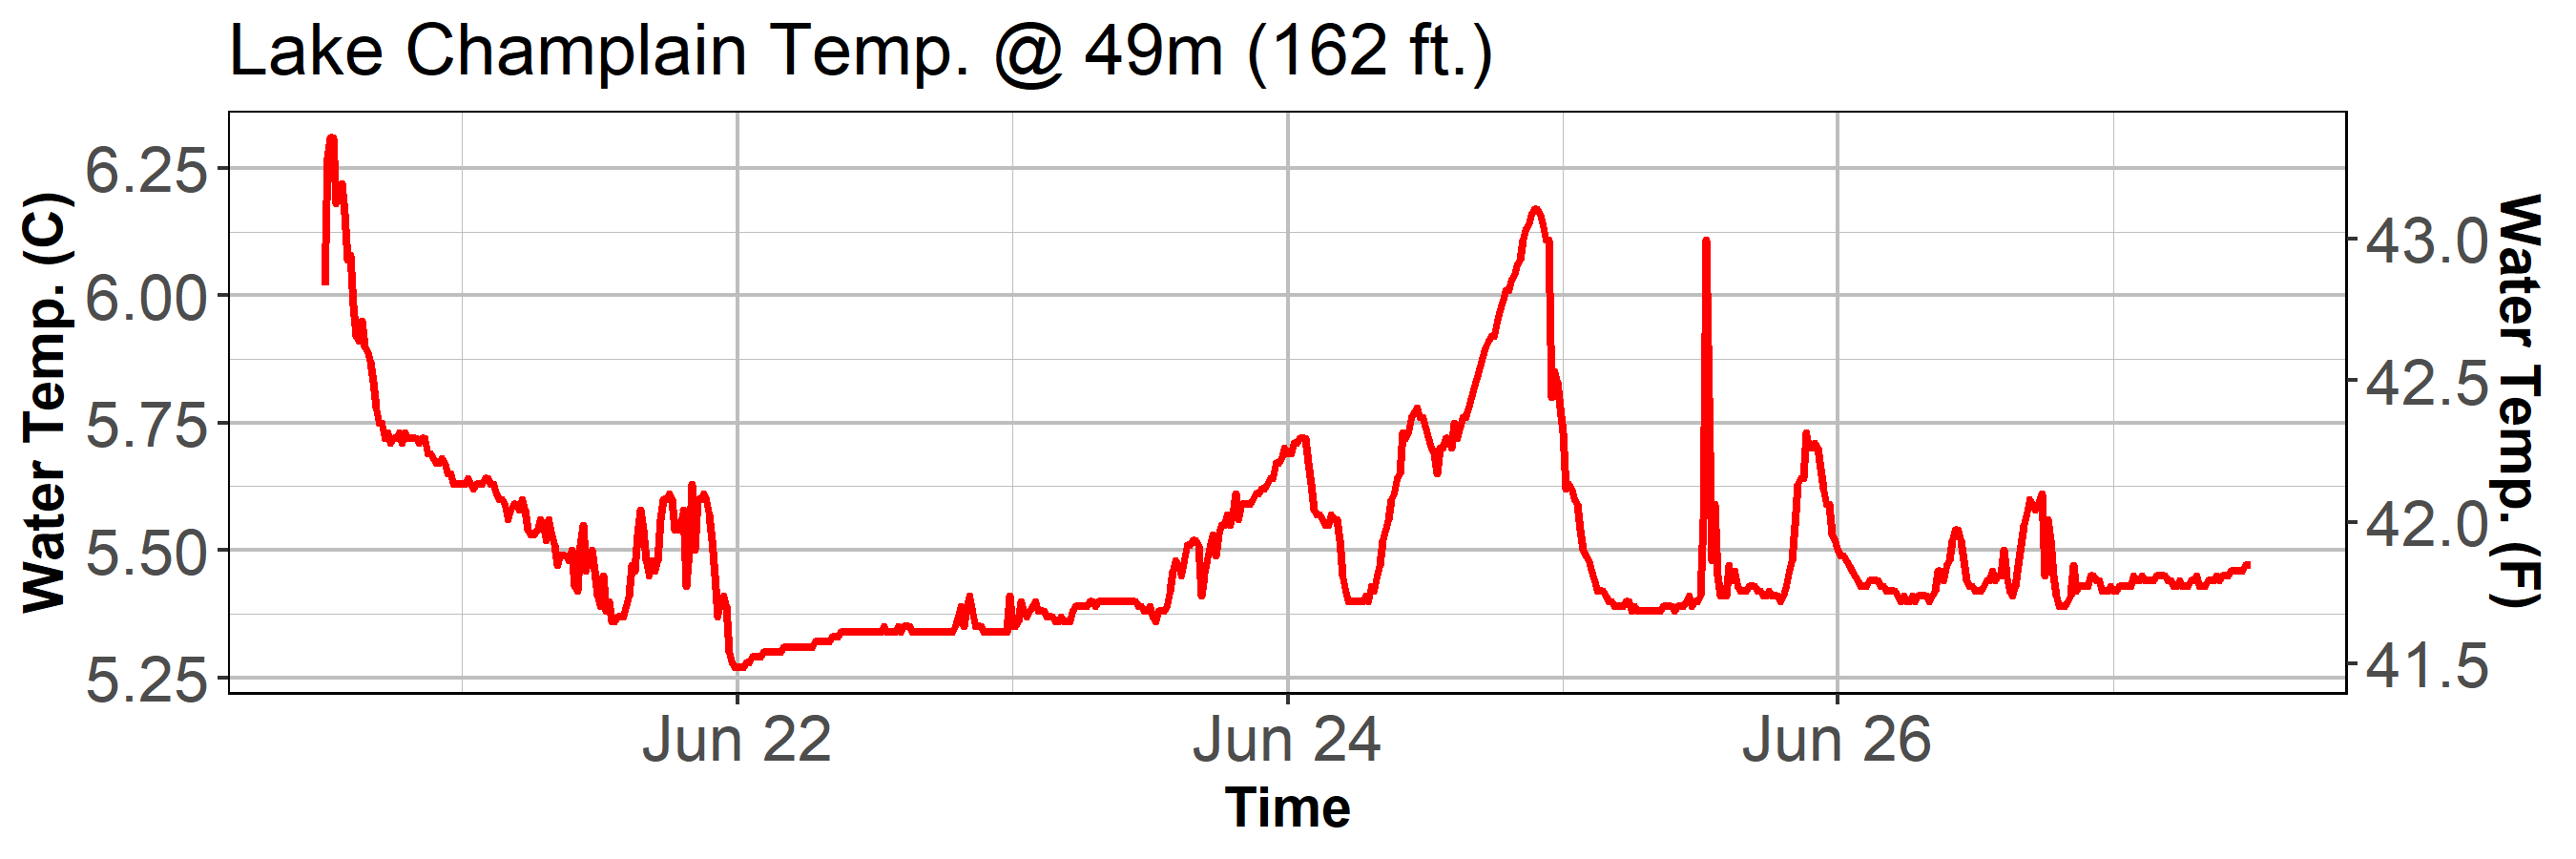 Lake Champlain Temp. @ 49m (162 ft.)
Water Temp. (C)
6.25
6.00
5.75
5.50
5.25
43.0
42.5
42.0
41.5
Water Temp. (F)
Jun 22
Jun 24
Jun 26
Time